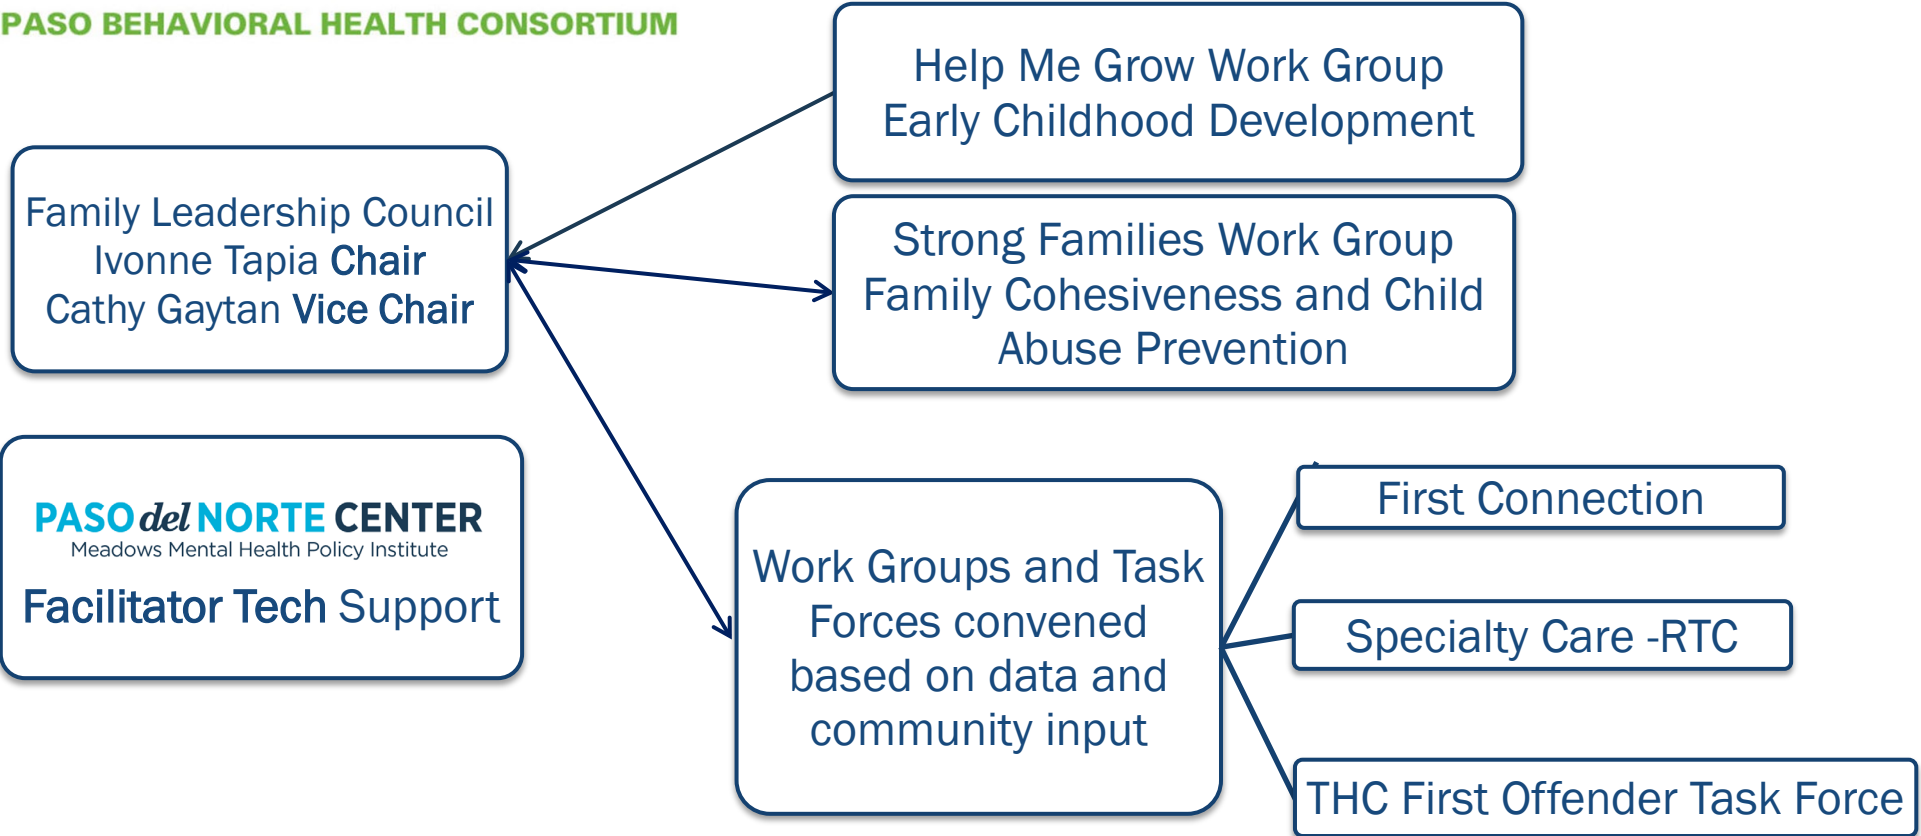 PASO BEHAVIORAL HEALTH CONSORTIUM
Help Me Grow Work Group
Early Childhood Development
Family Leadership Council
Ivonne Tapia Chair
Cathy Gaytan Vice Chair
Strong Families Work Group
Family Cohesiveness and Child
Abuse Prevention
PASO del NORTE CENTER
Meadows Mental Health Policy Institute
Facilitator Tech Support
Work Groups and Task
Forces convened
based on data and
community input
First Connection
Specialty Care -RTC
THC First Offender Task Force